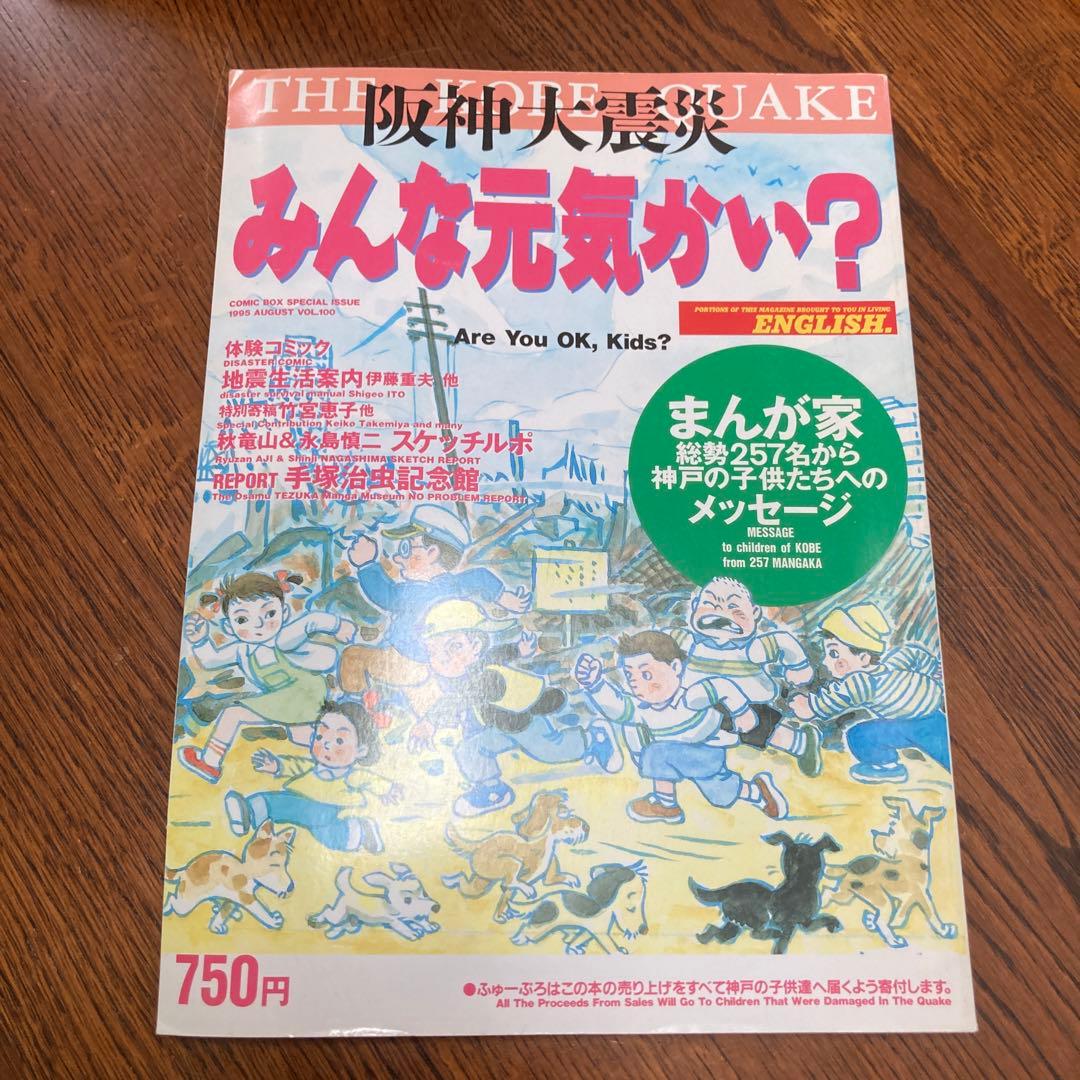 THE KOBE QUAKE
阪神大震災
みんな元気かい?
COMIC BOX SPECIAL ISSUE
1995 AUGUST VOL.100
PORTIONS OF THIS MAGAZINE BROUGHT TO YOU IN LIVING
ENGLISH.
Are You OK, Kids?
体験コミック
DISASTER COMIC
地震生活案内 伊藤重夫 他
disaster survival manual Shigeo ITO
特別寄稿 竹宮恵子 他
Special Contribution Keiko Takemiya and many
秋竜山&永島慎二 スケッチルポ
Ryuzan AJI & Shinji NAGASHIMA SKETCH REPORT
REPORT 手塚治虫記念館
The Osamu TEZUKA Manga Museum NO PROBLEM REPORT
まんが家
総勢257名から
神戸の子供たちへの
メッセージ
MESSAGE
to children of KOBE
from 257 MANGAKA
750円
●ふゅーぷろはこの本の売り上げをすべて神戸の子供達へ届くよう寄付します。
All The Proceeds From Sales Will Go To Children That Were Damaged In The Quake